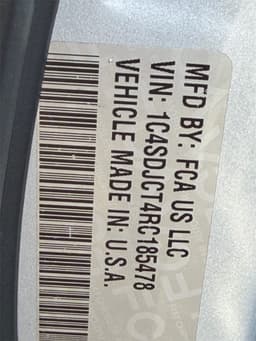 MFD BY: FCA US LLC
VIN: 1C4SDJCT4RC185478
VEHICLE MADE IN: U.S.A.